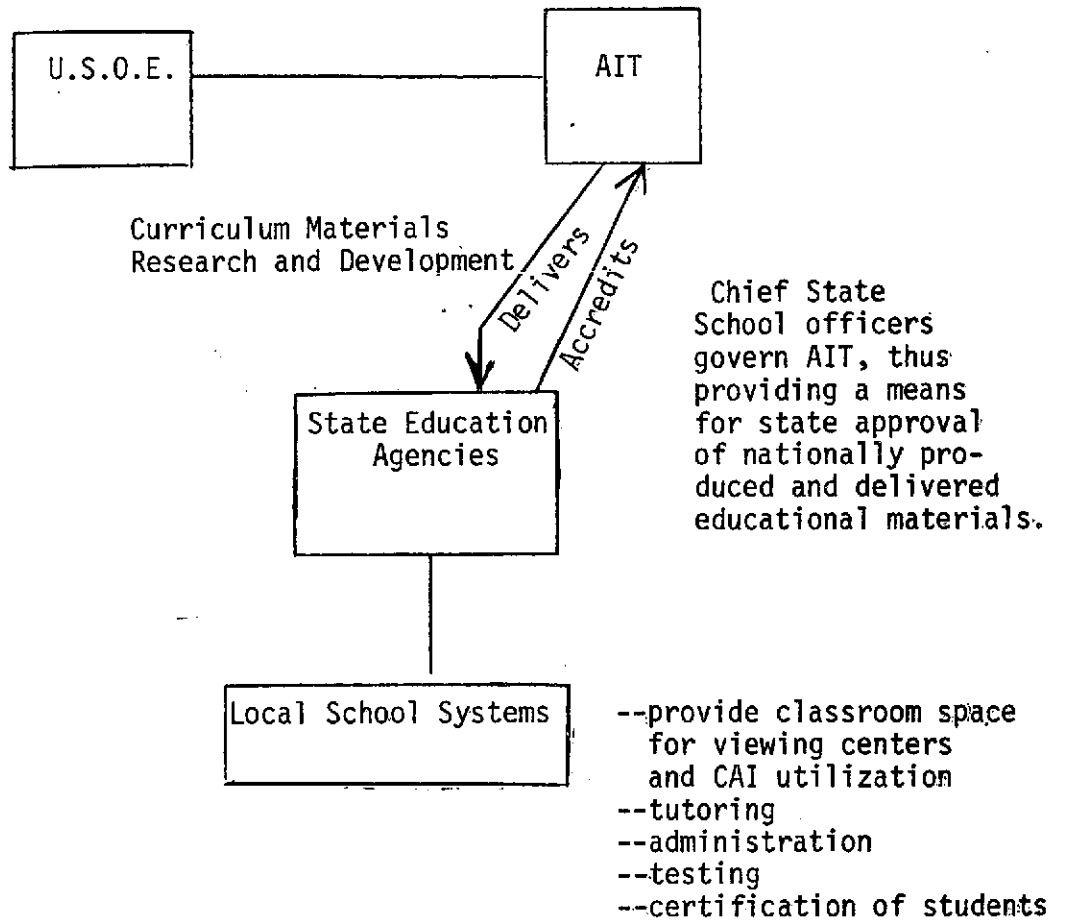 U.S.O.E.
AIT
Curriculum Materials
Research and Development
Delivers
Accredits
Chief State
School officers
govern AIT, thus
providing a means
for state approval
of nationally pro-
duced and delivered
educational materials.
State Education
Agencies
Local School Systems
--provide classroom space
for viewing centers
and CAI utilization
--tutoring
--administration
--testing
--certification of students